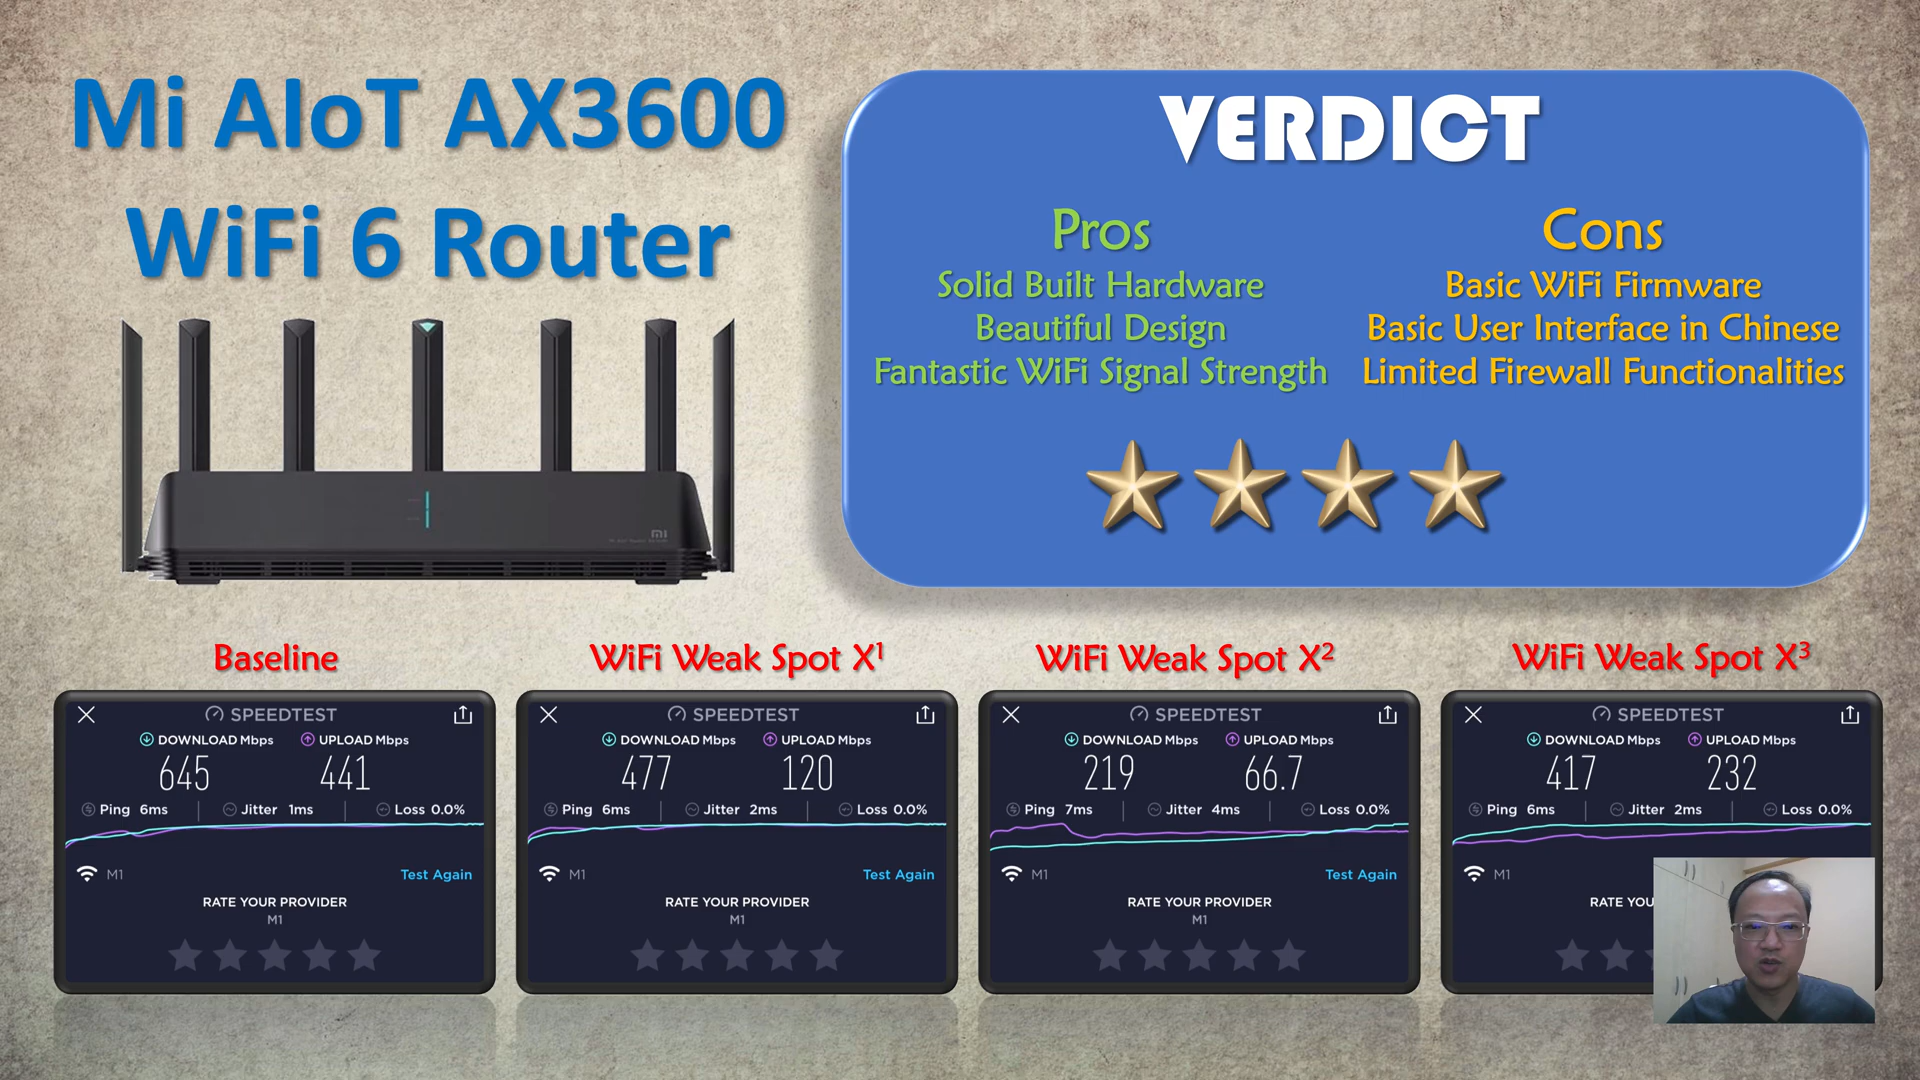 Mi AIoT AX3600
WiFi 6 Router
mi
VERDICT
Pros
Solid Built Hardware
Beautiful Design
Fantastic WiFi Signal Strength
Cons
Basic WiFi Firmware
Basic User Interface in Chinese
Limited Firewall Functionalities
Baseline
SPEEDTEST
DOWNLOAD Mbps UPLOAD Mbps
645 441
Ping 6ms Jitter 1ms Loss 0.0%
M1 Test Again
RATE YOUR PROVIDER
M1
WiFi Weak Spot X¹
SPEEDTEST
DOWNLOAD Mbps UPLOAD Mbps
477 120
Ping 6ms Jitter 2ms Loss 0.0%
M1 Test Again
RATE YOUR PROVIDER
M1
WiFi Weak Spot X²
SPEEDTEST
DOWNLOAD Mbps UPLOAD Mbps
219 66.7
Ping 7ms Jitter 4ms Loss 0.0%
M1 Test Again
RATE YOUR PROVIDER
M1
WiFi Weak Spot X³
SPEEDTEST
DOWNLOAD Mbps UPLOAD Mbps
417 232
Ping 6ms Jitter 2ms Loss 0.0%
M1
RATE YOU